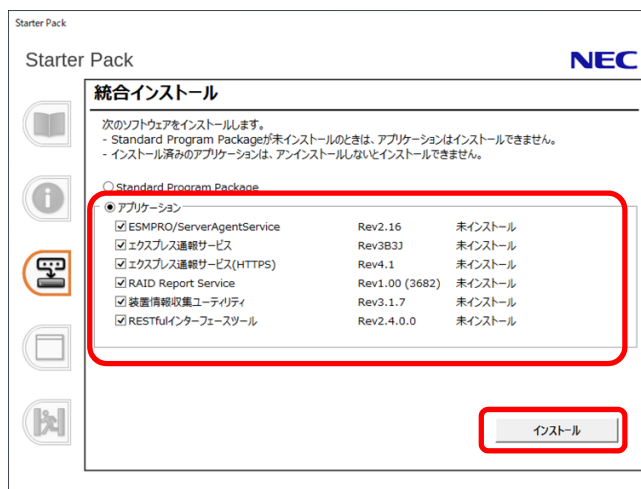 Starter Pack
Starter Pack
NEC
統合インストール
次のソフトウェアをインストールします。
- Standard Program Packageが未インストールのときは、アプリケーションはインストールできません。
- インストール済みのアプリケーションは、アンインストールしないとインストールできません。
Standard Program Package
アプリケーション
ESMPRO/ServerAgentService Rev2.16 未インストール
エクスプレス通報サービス Rev3B3J 未インストール
エクスプレス通報サービス(HTTPS) Rev4.1 未インストール
RAID Report Service Rev1.00 (3682) 未インストール
装置情報収集ユーティリティ Rev3.1.7 未インストール
RESTfulインターフェースツール Rev2.4.0.0 未インストール
インストール